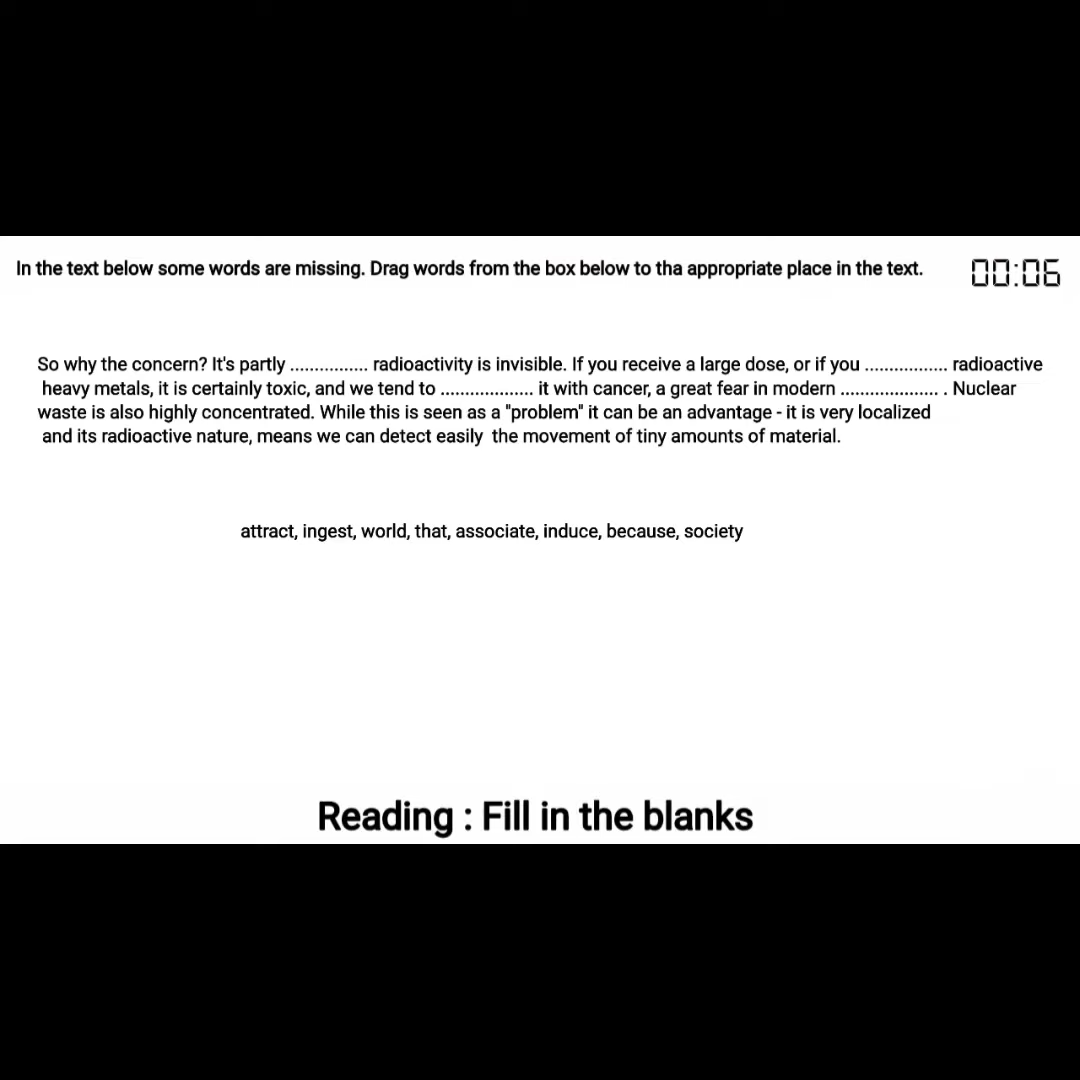 In the text below some words are missing. Drag words from the box below to tha appropriate place in the text.
00:06
So why the concern? It's partly ................ radioactivity is invisible. If you receive a large dose, or if you ................. radioactive
heavy metals, it is certainly toxic, and we tend to ................... it with cancer, a great fear in modern .................... . Nuclear
waste is also highly concentrated. While this is seen as a "problem" it can be an advantage - it is very localized
and its radioactive nature, means we can detect easily the movement of tiny amounts of material.
attract, ingest, world, that, associate, induce, because, society
Reading : Fill in the blanks